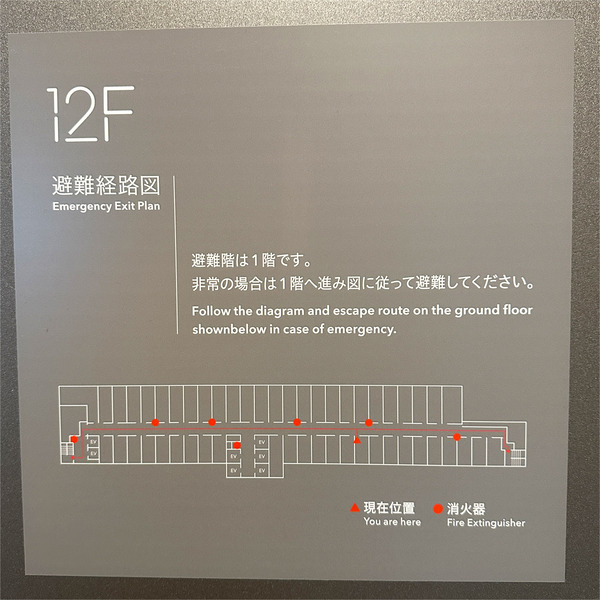 12F
避難経路図
Emergency Exit Plan
避難階は1階です。
非常の場合は1階へ進み図に従って避難してください。
Follow the diagram and escape route on the ground floor
shownbelow in case of emergency.
EV
EV
EV EV
EV EV
EV EV
現在位置 消火器
You are here Fire Extinguisher